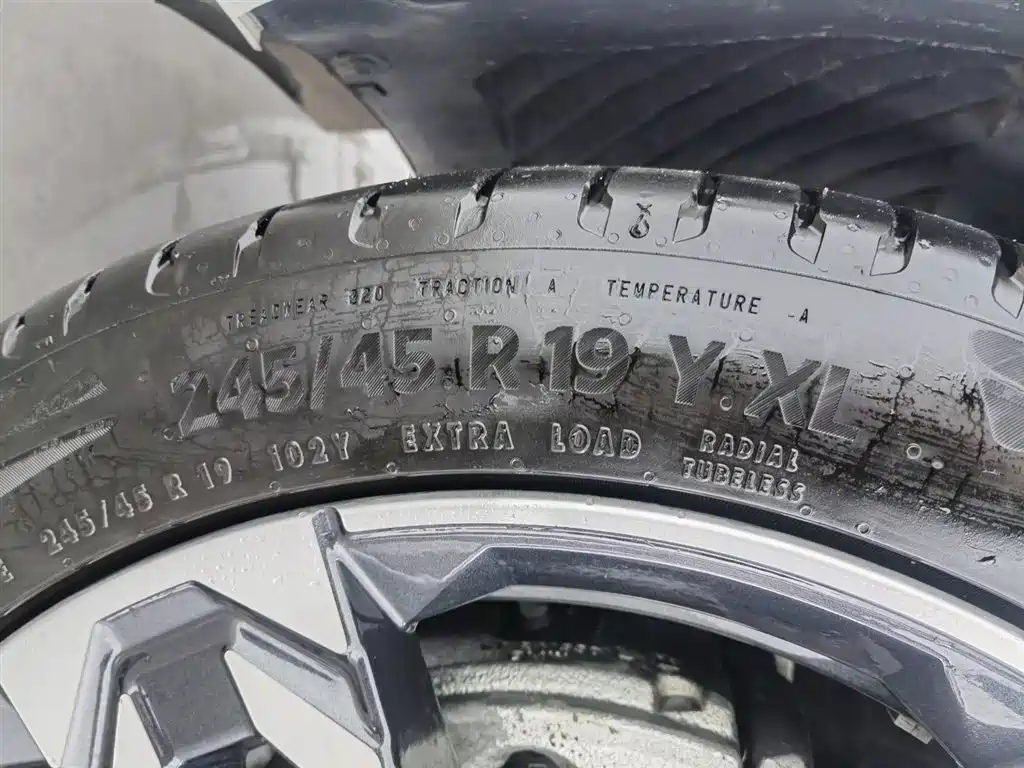 TREADWEAR 320 TRACTION A TEMPERATURE A
245/45 R 19 Y XL
245/45 R 19 102Y EXTRA LOAD RADIAL
TUBELESS